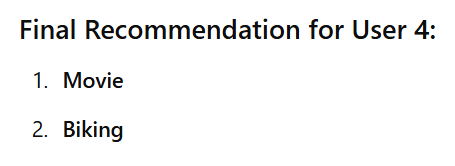 Final Recommendation for User 4:
1. Movie
2. Biking